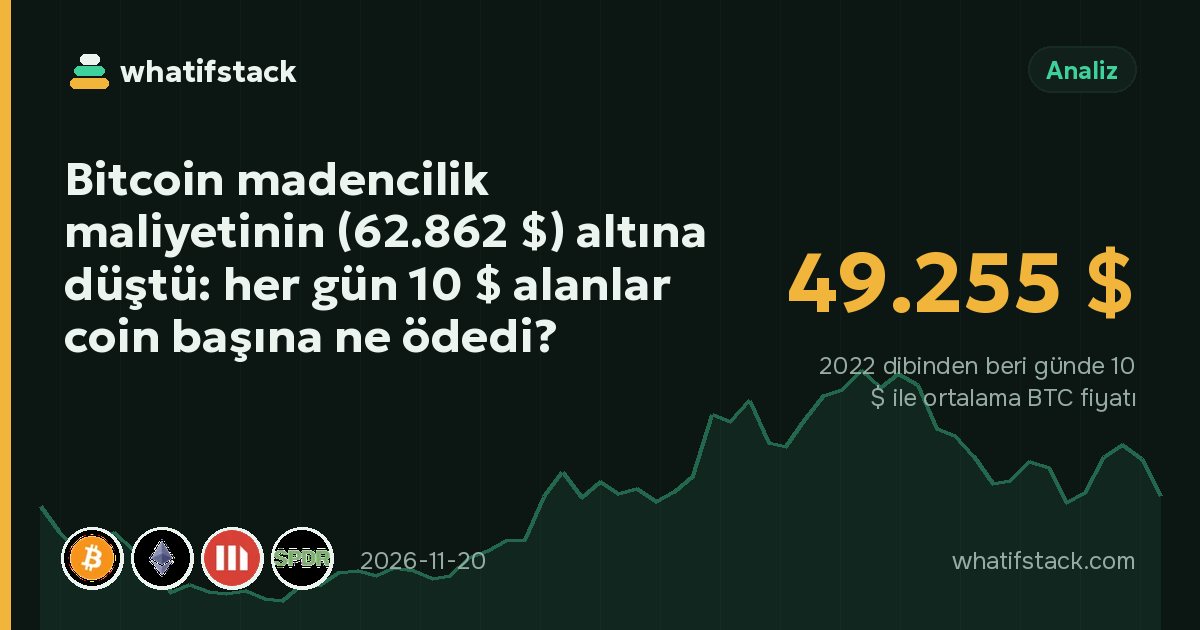 whatifstack
Analiz
Bitcoin madencilik
maliyetinin (62.862 $) altına
düştü: her gün 10 $ alanlar
coin başına ne ödedi?
49.255 $
2022 dibinden beri günde 10
$ ile ortalama BTC fiyatı
SPDR
2026-11-20
whatifstack.com